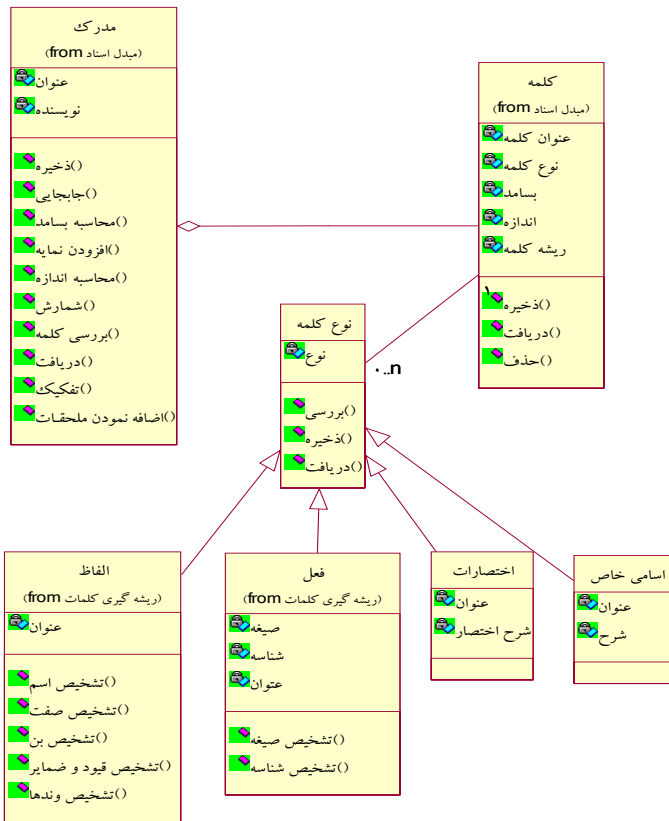 مدرک
(from مبدل اسناد)
عنوان
نویسنده
ذخیره()
جابجایی()
محاسبه بسامد()
افزودن نمایه()
محاسبه اندازه()
شمارش()
بررسی کلمه()
دریافت()
تفکیک()
اضافه نمودن ملحقات()
کلمه
(from مبدل اسناد)
عنوان کلمه
نوع کلمه
بسامد
اندازه
ریشه کلمه
۱
ذخیره()
دریافت()
حذف()
نوع کلمه
نوع
۰..n
بررسی()
ذخیره()
دریافت()
الفاظ
(from ریشه گیری کلمات)
عنوان
تشخیص اسم()
تشخیص صفت()
تشخیص بن()
تشخیص قیود و ضمایر()
تشخیص وندها()
فعل
(from ریشه گیری کلمات)
صیغه
شناسه
عتوان
تشخیص صیغه()
تشخیص شناسه()
اختصارات
عنوان
شرح اختصار
اسامی خاص
عنوان
شرح